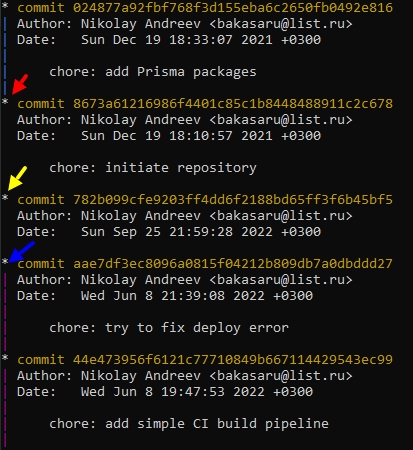 * commit 024877a92fbf768f3d155eba6c2650fb0492e816
Author: Nikolay Andreev <bakasaru@list.ru>
Date: Sun Dec 19 18:33:07 2021 +0300
chore: add Prisma packages
* commit 8673a61216986f4401c85c1b8448488911c2c678
Author: Nikolay Andreev <bakasaru@list.ru>
Date: Sun Dec 19 18:10:57 2021 +0300
chore: initiate repository
* commit 782b099cfe9203ff4dd6f2188bd65ff3f6b45bf5
Author: Nikolay Andreev <bakasaru@list.ru>
Date: Sun Sep 25 21:59:28 2022 +0300
* commit aae7df3ec8096a0815f04212b809db7a0dbddd27
Author: Nikolay Andreev <bakasaru@list.ru>
Date: Wed Jun 8 21:39:08 2022 +0300
chore: try to fix deploy error
* commit 44e473956f6121c77710849b667114429543ec99
Author: Nikolay Andreev <bakasaru@list.ru>
Date: Wed Jun 8 19:47:53 2022 +0300
chore: add simple CI build pipeline